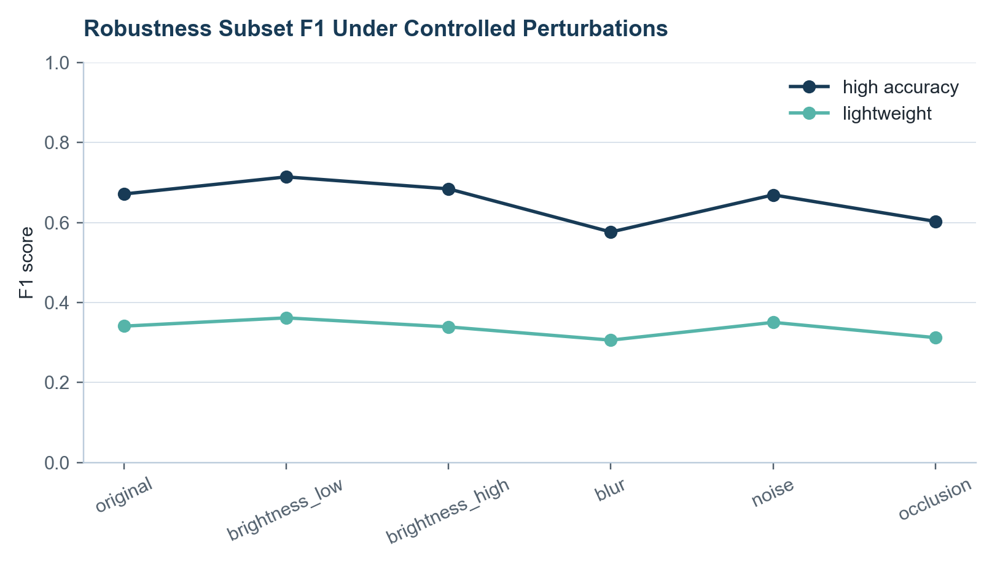 Robustness Subset F1 Under Controlled Perturbations
1.0
0.8
0.6
0.4
0.2
0.0
F1 score
high accuracy
lightweight
original
brightness_low
brightness_high
blur
noise
occlusion